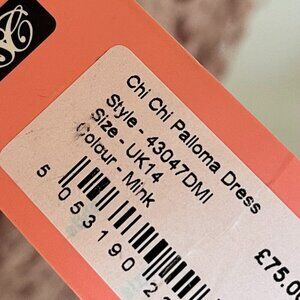 Chi Chi Palloma Dress
Style - 43047DMI
Size - UK14
Colour - Mink
5 053190 2
£75.0